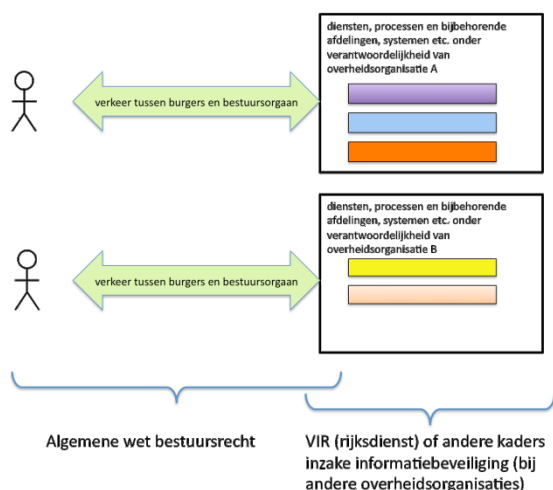 diensten, processen en bijbehorende
afdelingen, systemen etc. onder
verantwoordelijkheid van
overheidsorganisatie A
verkeer tussen burgers en bestuursorgaan
diensten, processen en bijbehorende
afdelingen, systemen etc. onder
verantwoordelijkheid van
overheidsorganisatie B
verkeer tussen burgers en bestuursorgaan
Algemene wet bestuursrecht
VIR (rijksdienst) of andere kaders
inzake informatiebeveiliging (bij
andere overheidsorganisaties)